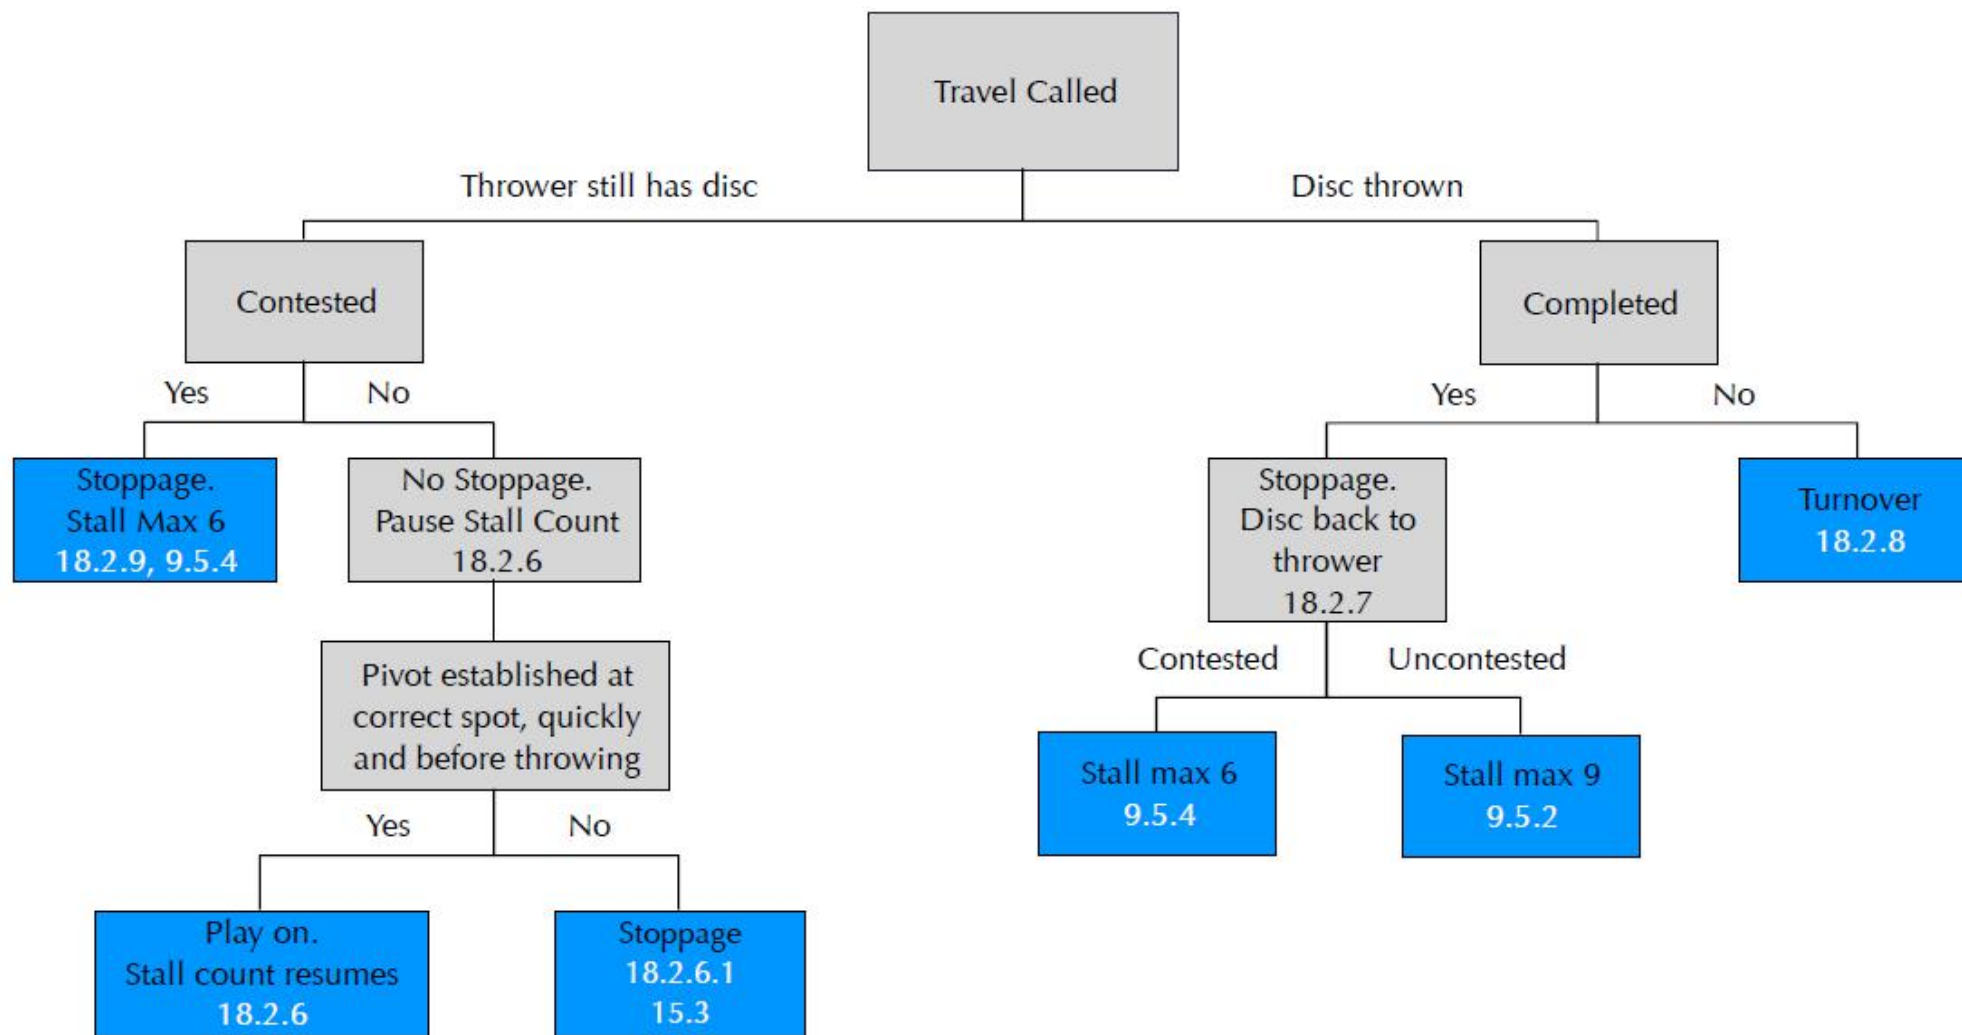 Travel Called
Thrower still has disc
Disc thrown
Contested
Completed
Yes
No
Yes
No
Stoppage.
Stall Max 6
18.2.9, 9.5.4
No Stoppage.
Pause Stall Count
18.2.6
Stoppage.
Disc back to
thrower
18.2.7
Turnover
18.2.8
Pivot established at
correct spot, quickly
and before throwing
Contested
Uncontested
Stall max 6
9.5.4
Stall max 9
9.5.2
Yes
No
Play on.
Stall count resumes
18.2.6
Stoppage
18.2.6.1
15.3